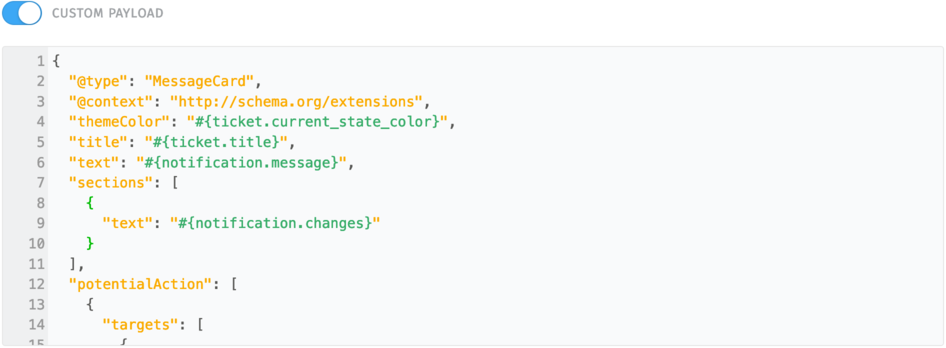 CUSTOM PAYLOAD
1 {
2 "@type": "MessageCard",
3 "@context": "http://schema.org/extensions",
4 "themeColor": "#{ticket.current_state_color}",
5 "title": "#{ticket.title}",
6 "text": "#{notification.message}",
7 "sections": [
8 {
9 "text": "#{notification.changes}"
10 }
11 ],
12 "potentialAction": [
13 {
14 "targets": [
15 {